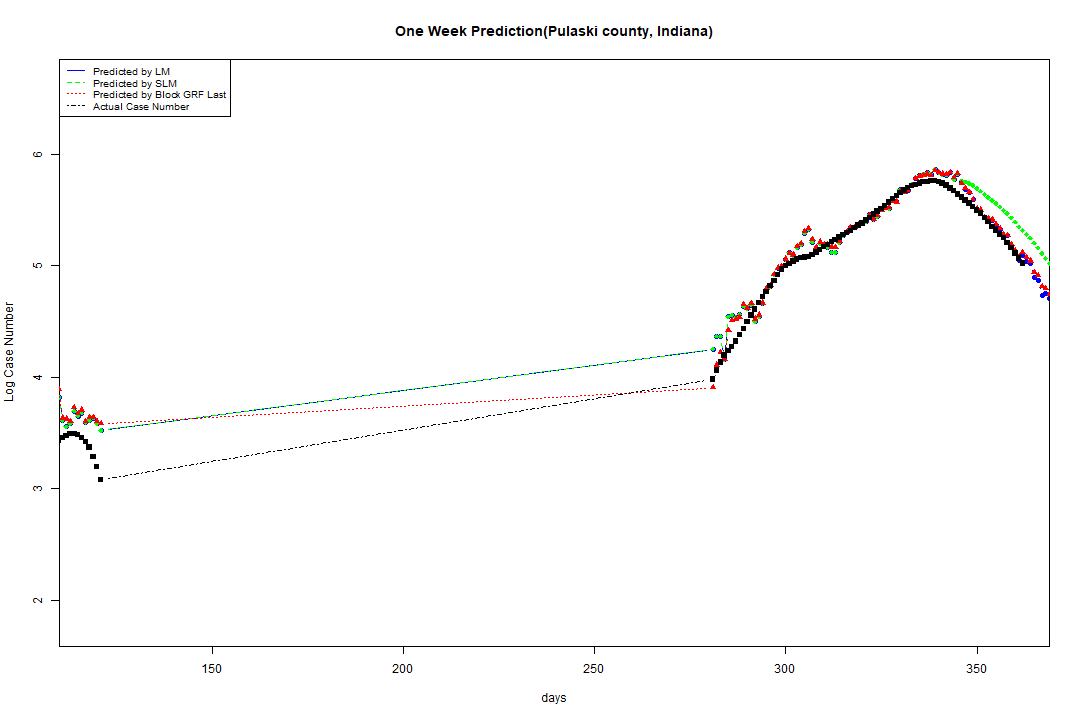 One Week Prediction(Pulaski county, Indiana)
Predicted by LM
Predicted by SLM
Predicted by Block GRF Last
Actual Case Number
Log Case Number
6
5
4
3
2
150 200 250 300 350
days